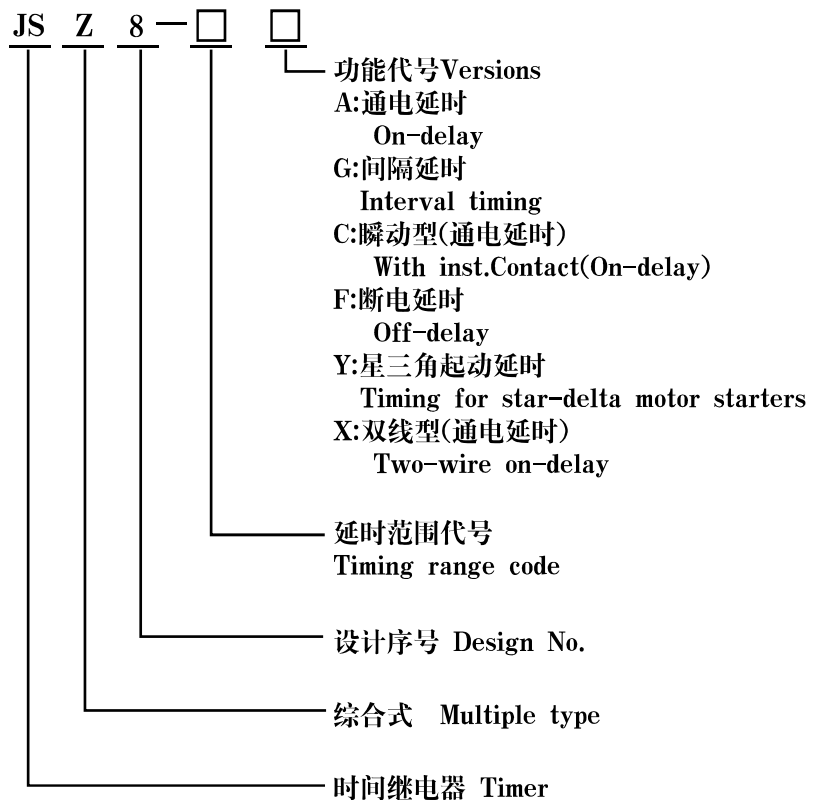 JS Z 8-□ □
功能代号Versions
A:通电延时
On-delay
G:间隔延时
Interval timing
C:瞬动型(通电延时)
With inst.Contact(On-delay)
F:断电延时
Off-delay
Y:星三角起动延时
Timing for star-delta motor starters
X:双线型(通电延时)
Two-wire on-delay
延时范围代号
Timing range code
设计序号 Design No.
综合式 Multiple type
时间继电器 Timer